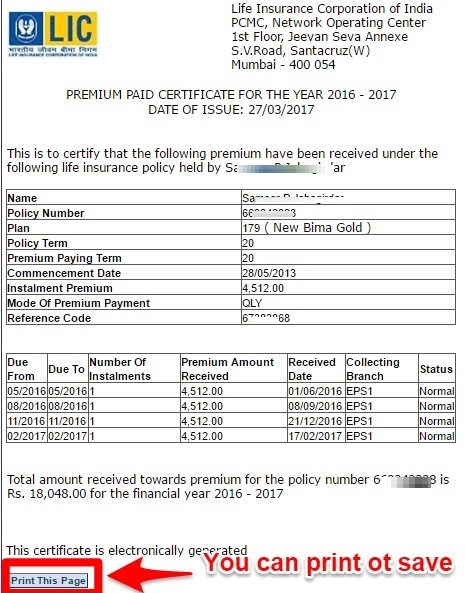 LIC
भारतीय जीवन बीमा निगम
LIFE INSURANCE CORPORATION OF INDIA
Life Insurance Corporation of India
PCMC, Network Operating Center
1st Floor, Jeevan Seva Annexe
S.V.Road, Santacruz(W)
Mumbai - 400 054
PREMIUM PAID CERTIFICATE FOR THE YEAR 2016 - 2017
DATE OF ISSUE: 27/03/2017
This is to certify that the following premium have been received under the
following life insurance policy held by
Name
Policy Number
Plan 179 ( New Bima Gold )
Policy Term 20
Premium Paying Term 20
Commencement Date 28/05/2013
Instalment Premium 4,512.00
Mode Of Premium Payment QLY
Reference Code
Due From Due To Number Of Instalments Premium Amount Received Received Date Collecting Branch Status
05/2016 05/2016 1 4,512.00 01/06/2016 EPS1 Normal
08/2016 08/2016 1 4,512.00 08/09/2016 EPS1 Normal
11/2016 11/2016 1 4,512.00 21/12/2016 EPS1 Normal
02/2017 02/2017 1 4,512.00 17/02/2017 EPS1 Normal
Total amount received towards premium for the policy number is
Rs. 18,048.00 for the financial year 2016 - 2017
This certificate is electronically generated
You can print ot save
Print This Page